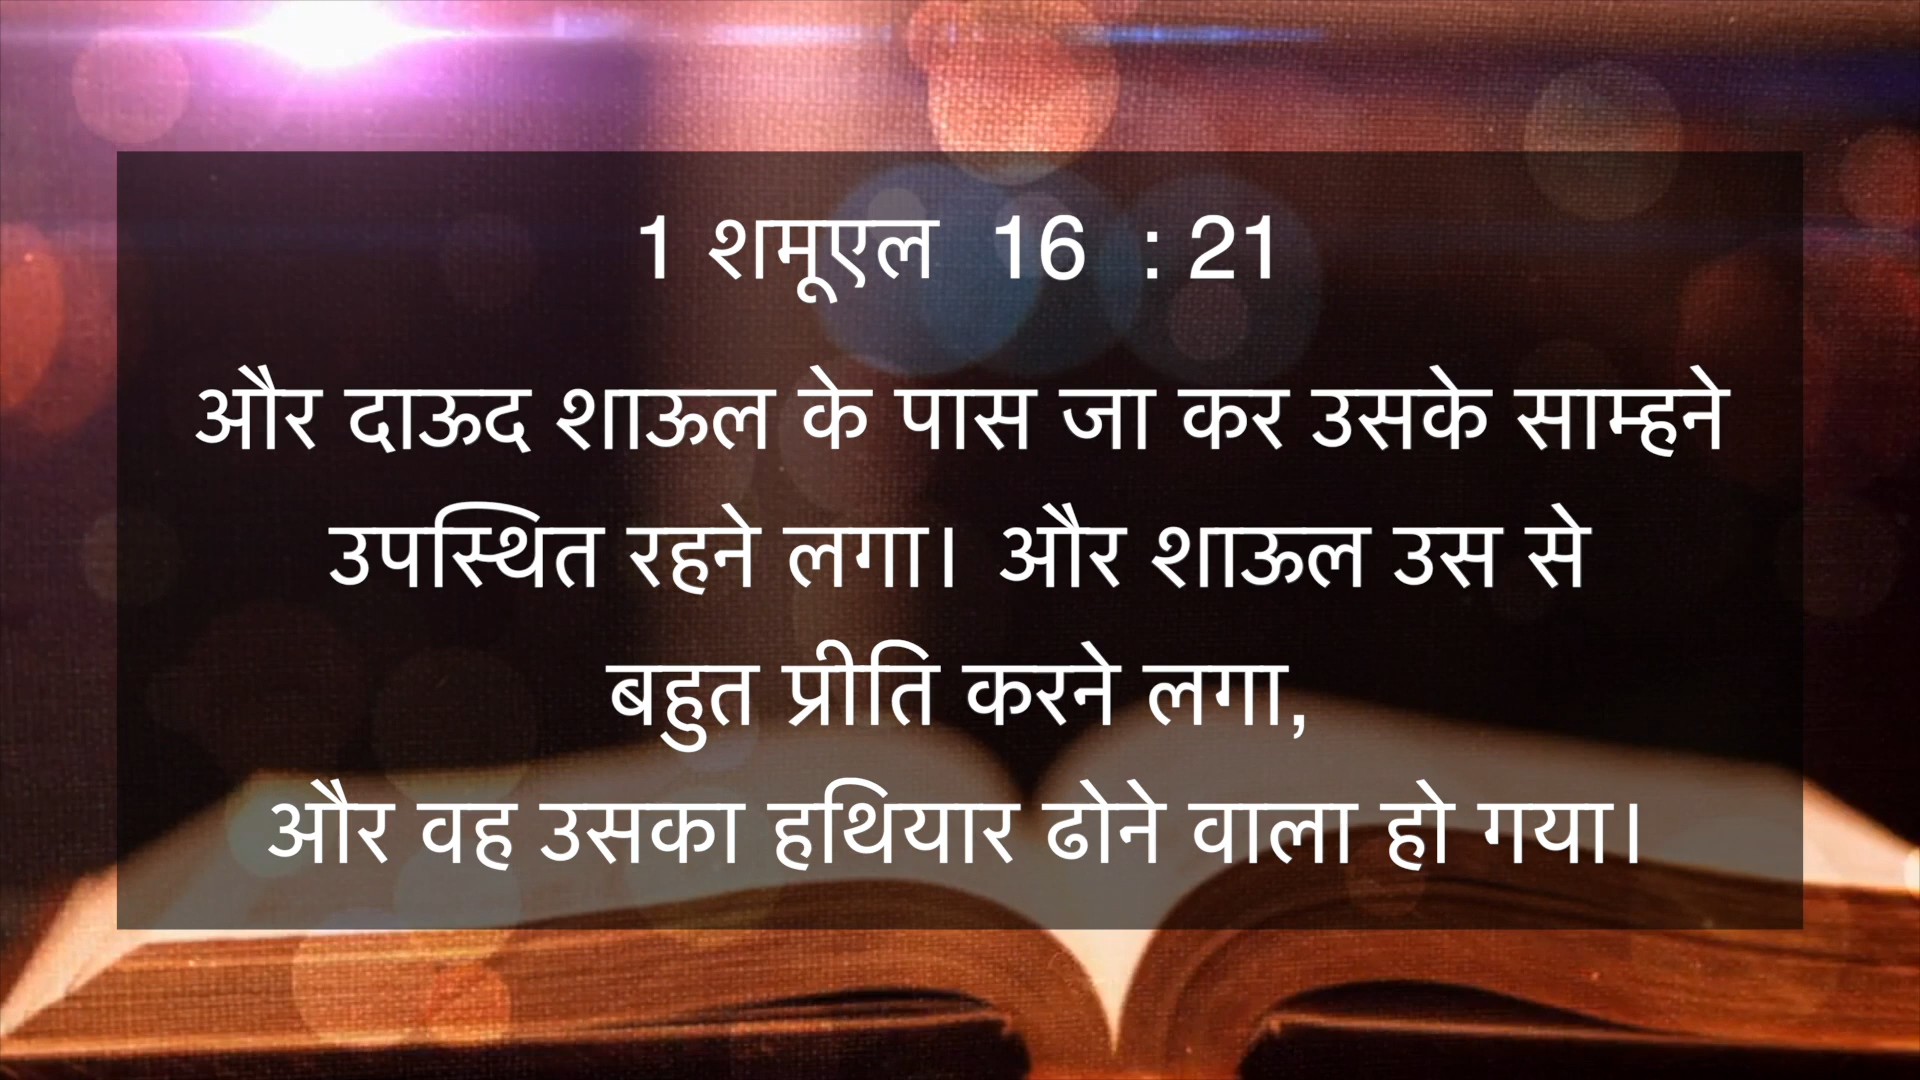 1 शमूएल 16 : 21
और दाऊद शाऊल के पास जा कर उसके साम्हने
उपस्थित रहने लगा। और शाऊल उस से
बहुत प्रीति करने लगा,
और वह उसका हथियार ढोने वाला हो गया।